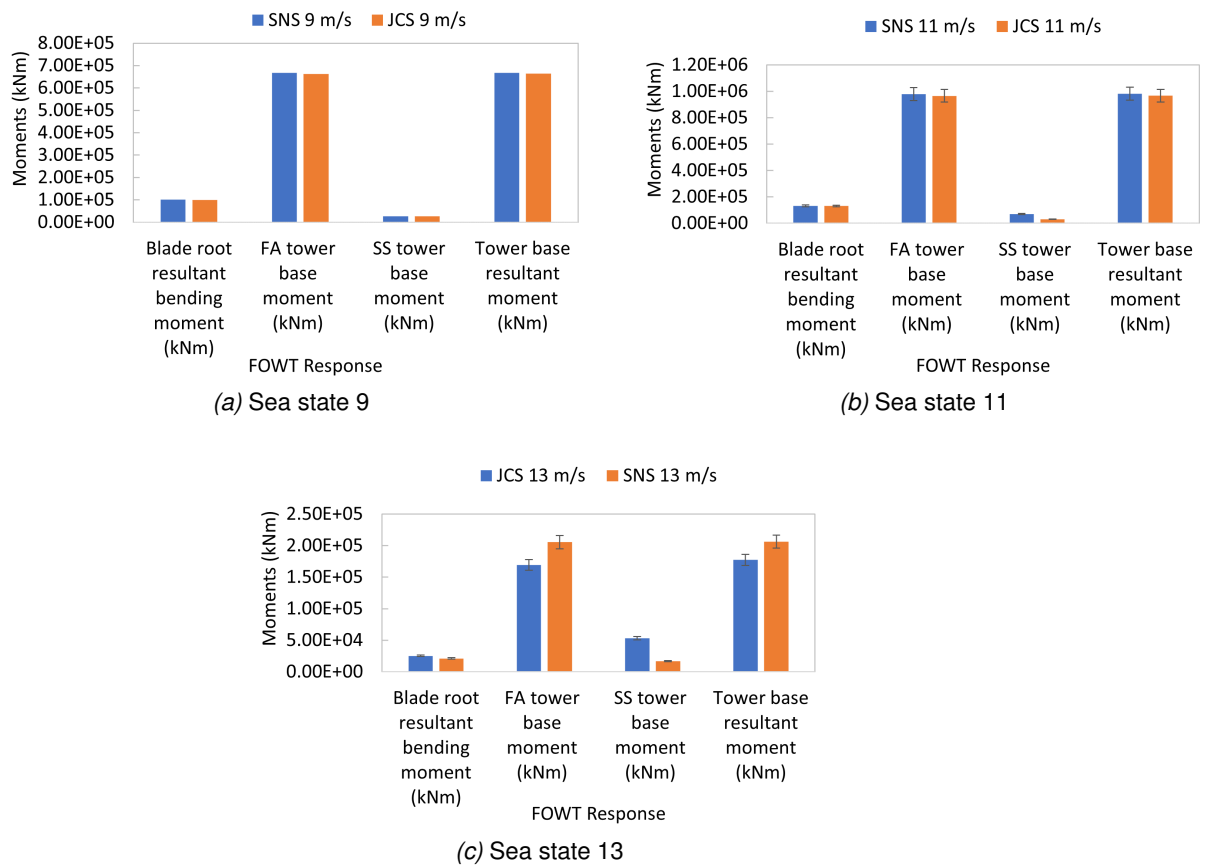 SNS 9 m/s JCS 9 m/s
Moments (kNm)
8.00E+05
7.00E+05
6.00E+05
5.00E+05
4.00E+05
3.00E+05
2.00E+05
1.00E+05
0.00E+00
Blade root FA tower SS tower Tower base
resultant base base resultant
bending moment moment moment
moment (kNm) (kNm) (kNm)
(kNm)
FOWT Response
(a) Sea state 9
SNS 11 m/s JCS 11 m/s
Moments (kNm)
1.20E+06
1.00E+06
8.00E+05
6.00E+05
4.00E+05
2.00E+05
0.00E+00
Blade root FA tower SS tower Tower base
resultant base base resultant
bending moment moment moment
moment (kNm) (kNm) (kNm)
(kNm)
FOWT Response
(b) Sea state 11
JCS 13 m/s SNS 13 m/s
Moments (kNm)
2.50E+05
2.00E+05
1.50E+05
1.00E+05
5.00E+04
0.00E+00
Blade root FA tower SS tower Tower base
resultant base base resultant
bending moment moment moment
moment (kNm) (kNm) (kNm)
(kNm)
FOWT Response
(c) Sea state 13